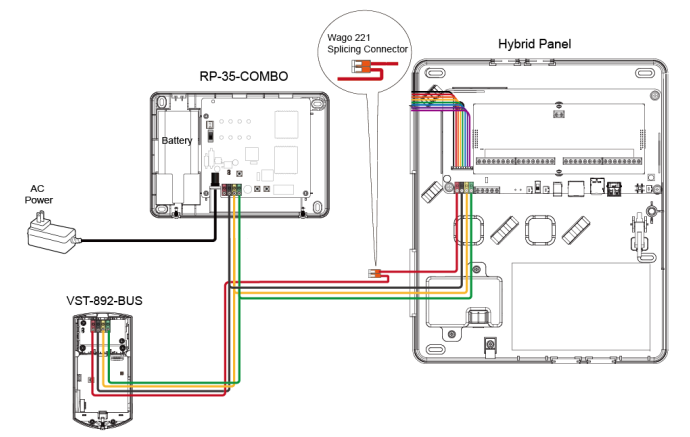 Wago 221
Splicing Connector
Hybrid Panel
RP-35-COMBO
Battery
AC
Power
VST-892-BUS